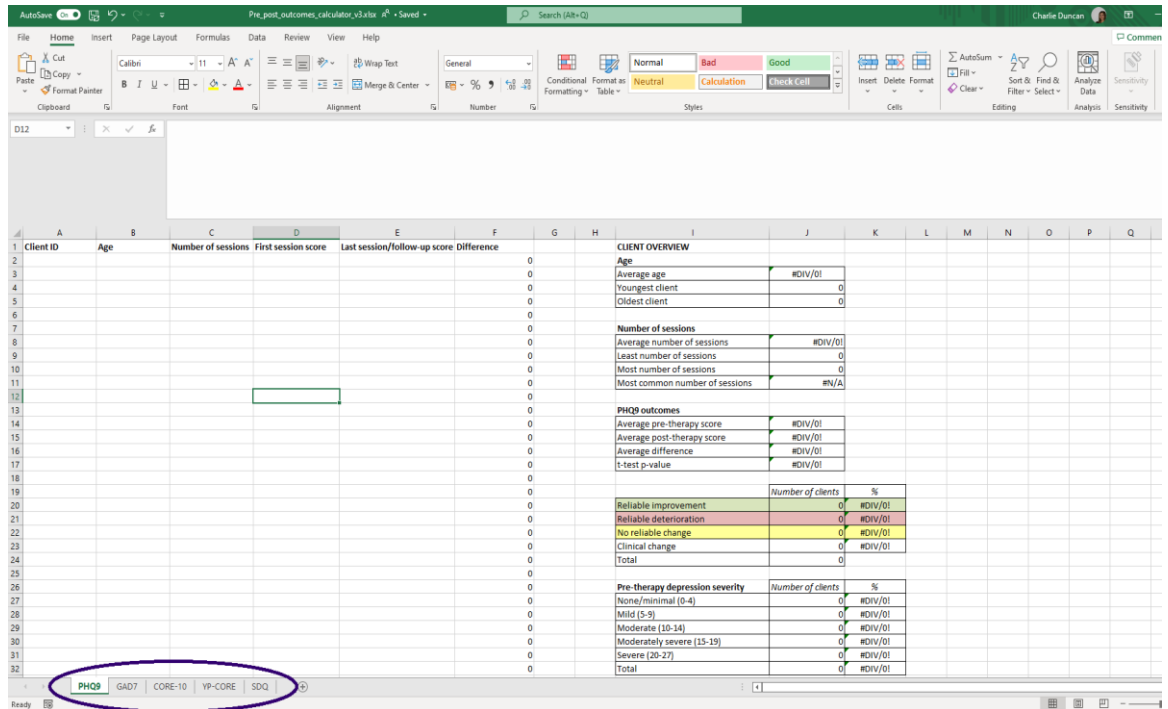 AutoSave On Pre_post_outcomes_calculator_v3.xlsx • Saved Search (Alt+Q) Charlie Duncan
File Home Insert Page Layout Formulas Data Review View Help Commen
Cut Calibri 11 Wrap Text General Normal Bad Good AutoSum
Paste Copy Merge & Center Conditional Formatting Format as Table Neutral Calculation Check Cell Insert Delete Format Fill Sort & Filter Find & Select Analyze Data Sensitivity
Format Painter Clear
Clipboard Font Alignment Number Styles Cells Editing Analysis Sensitivity
D12 fx
A B C D E F G H I J K L M N O P Q
1 Client ID Age Number of sessions First session score Last session/follow-up score Difference CLIENT OVERVIEW
2 0 Age
3 0 Average age #DIV/0!
4 0 Youngest client 0
5 0 Oldest client 0
6 0
7 0 Number of sessions
8 0 Average number of sessions #DIV/0!
9 0 Least number of sessions 0
10 0 Most number of sessions 0
11 0 Most common number of sessions #N/A
12 0
13 0 PHQ9 outcomes
14 0 Average pre-therapy score #DIV/0!
15 0 Average post-therapy score #DIV/0!
16 0 Average difference #DIV/0!
17 0 t-test p-value #DIV/0!
18 0
19 0 Number of clients %
20 0 Reliable improvement 0 #DIV/0!
21 0 Reliable deterioration 0 #DIV/0!
22 0 No reliable change 0 #DIV/0!
23 0 Clinical change 0 #DIV/0!
24 0 Total 0
25 0
26 0 Pre-therapy depression severity Number of clients %
27 0 None/minimal (0-4) 0 #DIV/0!
28 0 Mild (5-9) 0 #DIV/0!
29 0 Moderate (10-14) 0 #DIV/0!
30 0 Moderately severe (15-19) 0 #DIV/0!
31 0 Severe (20-27) 0 #DIV/0!
32 0 Total 0 #DIV/0!
PHQ9 GAD7 CORE-10 YP-CORE SDQ
Ready